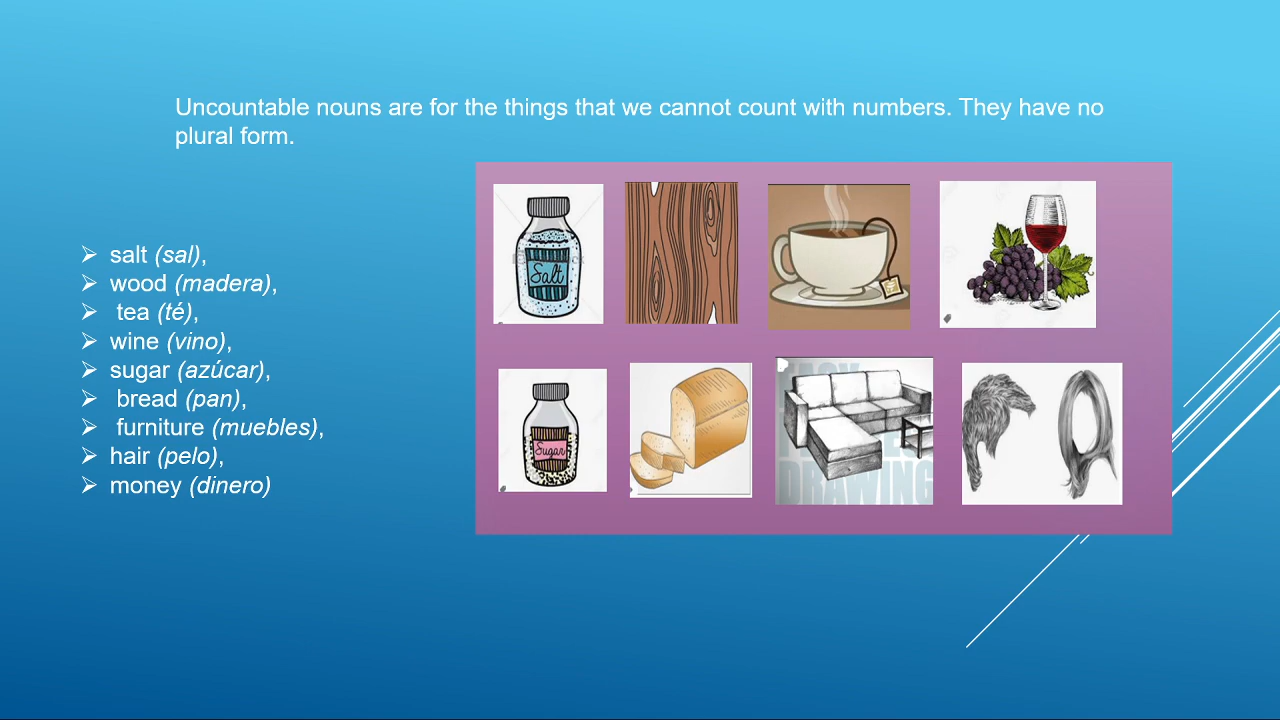 Uncountable nouns are for the things that we cannot count with numbers. They have no
plural form.
salt (sal),
wood (madera),
tea (té),
wine (vino),
sugar (azúcar),
bread (pan),
furniture (muebles),
hair (pelo),
money (dinero)
Salt
Sugar
DRAWING